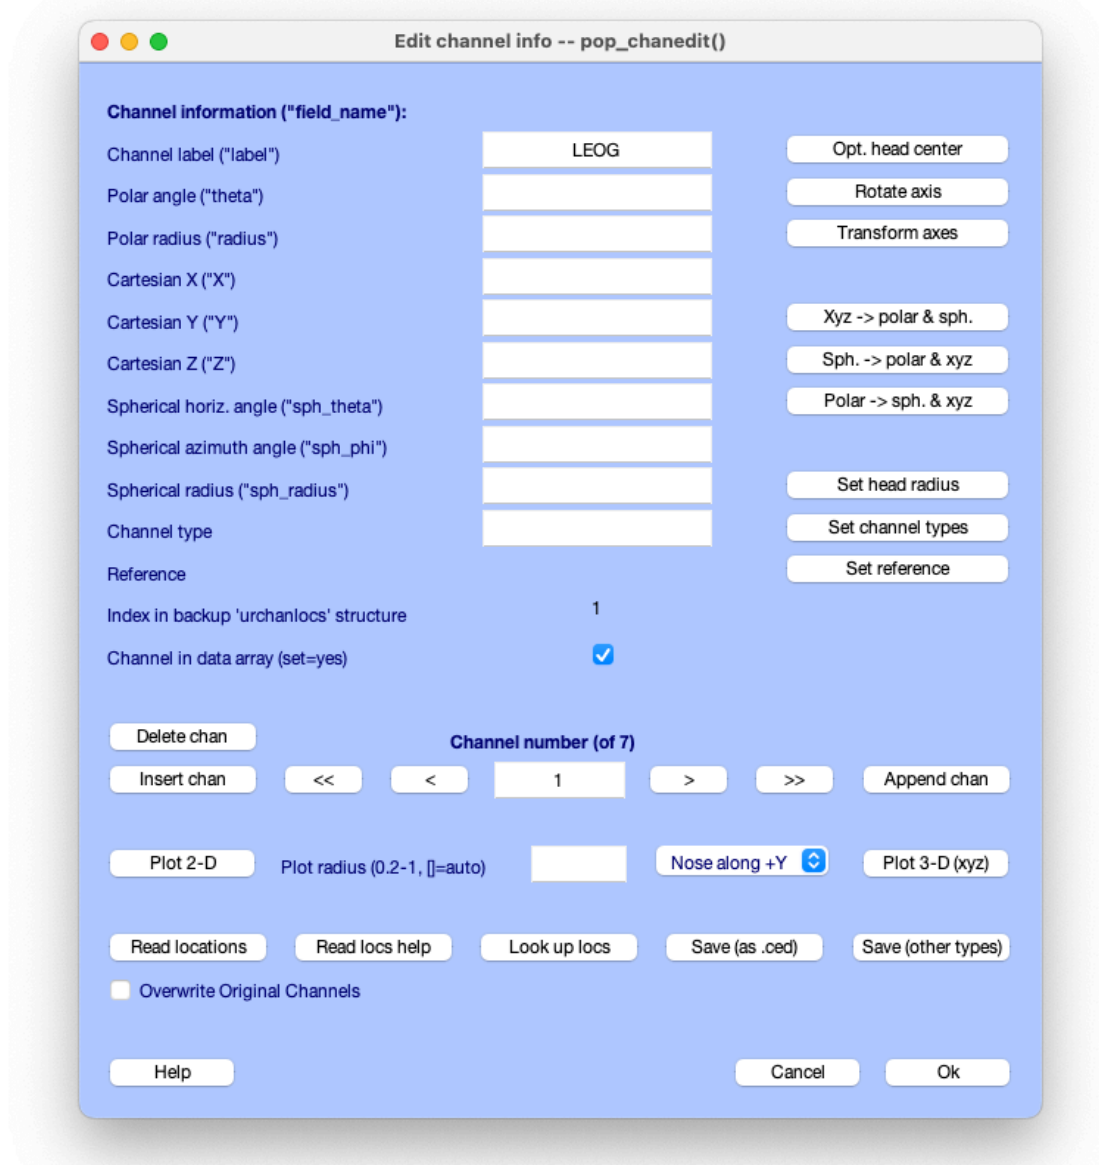 Edit channel info -- pop_chanedit()
Channel information ("field_name"):
Channel label ("label") LEOG Opt. head center
Polar angle ("theta") Rotate axis
Polar radius ("radius") Transform axes
Cartesian X ("X")
Cartesian Y ("Y") Xyz -> polar & sph.
Cartesian Z ("Z") Sph. -> polar & xyz
Spherical horiz. angle ("sph_theta") Polar -> sph. & xyz
Spherical azimuth angle ("sph_phi")
Spherical radius ("sph_radius") Set head radius
Channel type Set channel types
Reference Set reference
Index in backup 'urchanlocs' structure 1
Channel in data array (set=yes)
Delete chan Channel number (of 7)
Insert chan << < 1 > >> Append chan
Plot 2-D Plot radius (0.2-1, []=auto) Nose along +Y Plot 3-D (xyz)
Read locations Read locs help Look up locs Save (as .ced) Save (other types)
Overwrite Original Channels
Help Cancel Ok